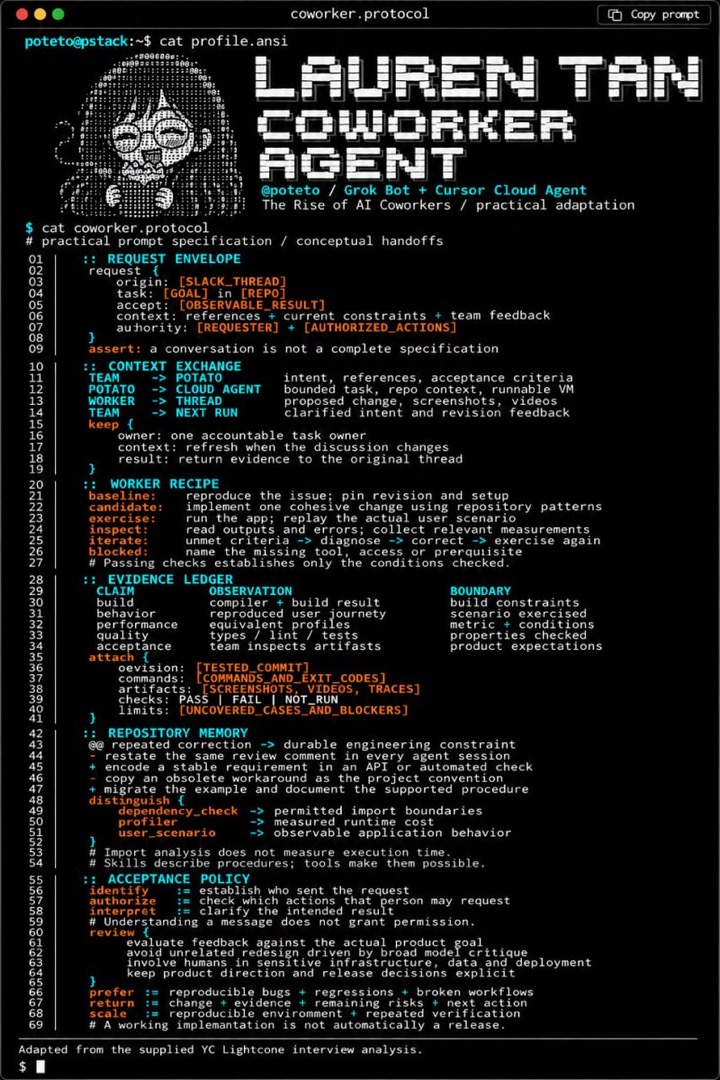 coworker.protocol
Copy prompt
poteto@pstack:~$ cat profile.ansi
LAUREN TAN
COWORKER
AGENT
@poteto / Grok Bot + Cursor Cloud Agent
The Rise of AI Coworkers / practical adaptation
$ cat coworker.protocol
# practical prompt specification / conceptual handoffs
01 :: REQUEST ENVELOPE
02 request {
03 origin: [SLACK_THREAD]
04 task: [GOAL] in [REPO]
05 accept: [OBSERVABLE_RESULT]
06 context: references + current constraints + team feedback
07 authority: [REQUESTER] + [AUTHORIZED_ACTIONS]
08 }
09 assert: a conversation is not a complete specification
10 :: CONTEXT EXCHANGE
11 TEAM -> POTATO intent, references, acceptance criteria
12 POTATO -> CLOUD AGENT bounded task, repo context, runnable VM
13 WORKER -> THREAD proposed change, screenshots, videos
14 TEAM -> NEXT RUN clarified intent and revision feedback
15 keep {
16 owner: one accountable task owner
17 context: refresh when the discussion changes
18 result: return evidence to the original thread
19 }
20 :: WORKER RECIPE
21 baseline: reproduce the issue; pin revision and setup
22 candidate: implement one cohesive change using repository patterns
23 exercise: run the app; replay the actual user scenario
24 inspect: read outputs and errors; collect relevant measurements
25 iterate: unmet criteria -> diagnose -> correct -> exercise again
26 blocked: name the missing tool, access or prerquisite
27 # Passing checks establishes only the conditions checked.
28 :: EVIDENCE LEDGER
29 CLAIM OBSERVATION BOUNDARY
30 build compiler + build result build constraints
31 behavior reproduced user journety scenario exercised
32 performance equivalent profiles metric + conditions
33 quality types / lint / tests properties checked
34 acceptance team inspects artifasts product expectations
35 attach {
36 oevision: [TESTED_COMMIT]
37 commands: [COMMANDS_AND_EXIT_CODES]
38 artifacts: [SCREENSHOTS, VIDEOS, TRACES]
39 checks: PASS | FAIL | NOT_RUN
40 limits: [UNCOVERED_CASES_AND_BLOCKERS]
41 }
42 :: REPOSITORY MEMORY
43 @@ repeated correction -> durable engineering constraint
44 - restate the same review comment in every agent session
45 + encode a stable requirement in an API or automated check
46 - copy an obsolete workaround as the project convention
47 + migrate the example and document the supported procedure
48 distinguish {
49 dependency_check -> permitted import boundaries
50 profiler -> measured runtime cost
51 user_scenario -> observable application behavior
52 }
53 # Import analysis does not measure execution time.
54 # Skills describe procedures; tools make them possible.
55 :: ACCEPTANCE POLICY
56 identify := establish who sent the request
57 authorize := check which actions that person may request
58 interpret := clarify the intended result
59 # Understanding a message does not grant permission.
60 review {
61 evaluate feedback against the actual product goal
62 avoid unrelated redesign driven by broad model critique
63 involve humans in sensitive infrastructure, data and deployment
64 keep product direction and release decisions explicit
65 }
66 prefer := reproducible bugs + regressions + broken workflows
67 return := change + evidence + remaining risks + next action
68 scale := reproducible enviromment + repeated verification
69 # A working implemantation is not automatically a release.
Adapted from the supplied YC Lightcone interview analysis.
$